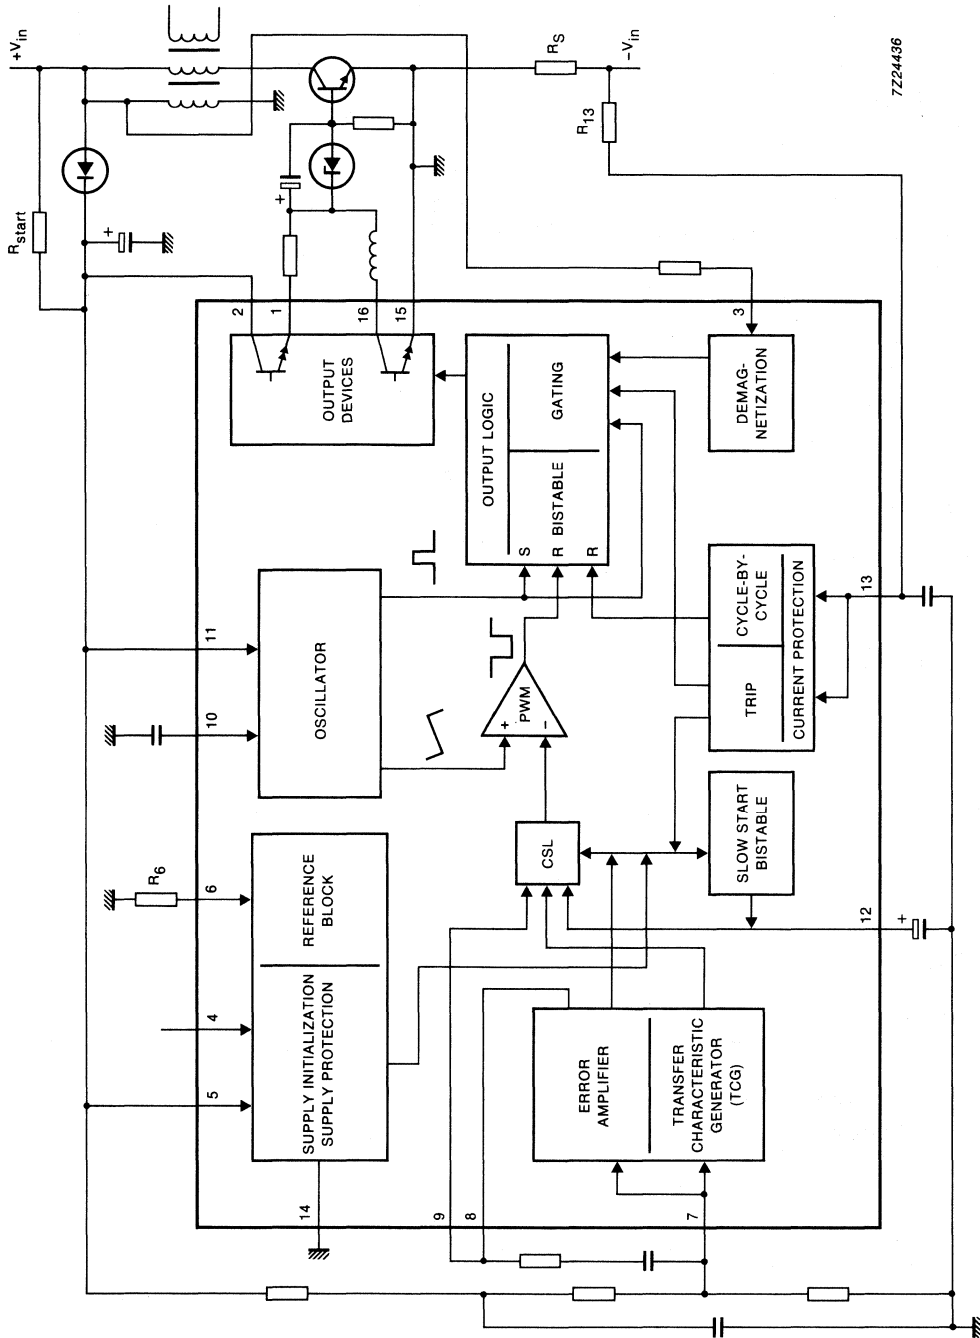 +Vin
Rstart
+
+
RS
-Vin
R13
7Z24436
2
1
16
15
3
OUTPUT
DEVICES
OUTPUT LOGIC
BISTABLE
GATING
S
R
R
DEMAG-
NETIZATION
11
10
OSCILLATOR
PWM
+
-
CYCLE-BY-
CYCLE
TRIP
CURRENT PROTECTION
13
R6
6
4
5
REFERENCE
BLOCK
SUPPLY INITIALIZATION
SUPPLY PROTECTION
CSL
SLOW START
BISTABLE
12
+
ERROR
AMPLIFIER
TRANSFER
CHARACTERISTIC
GENERATOR
(TCG)
14
9
8
7